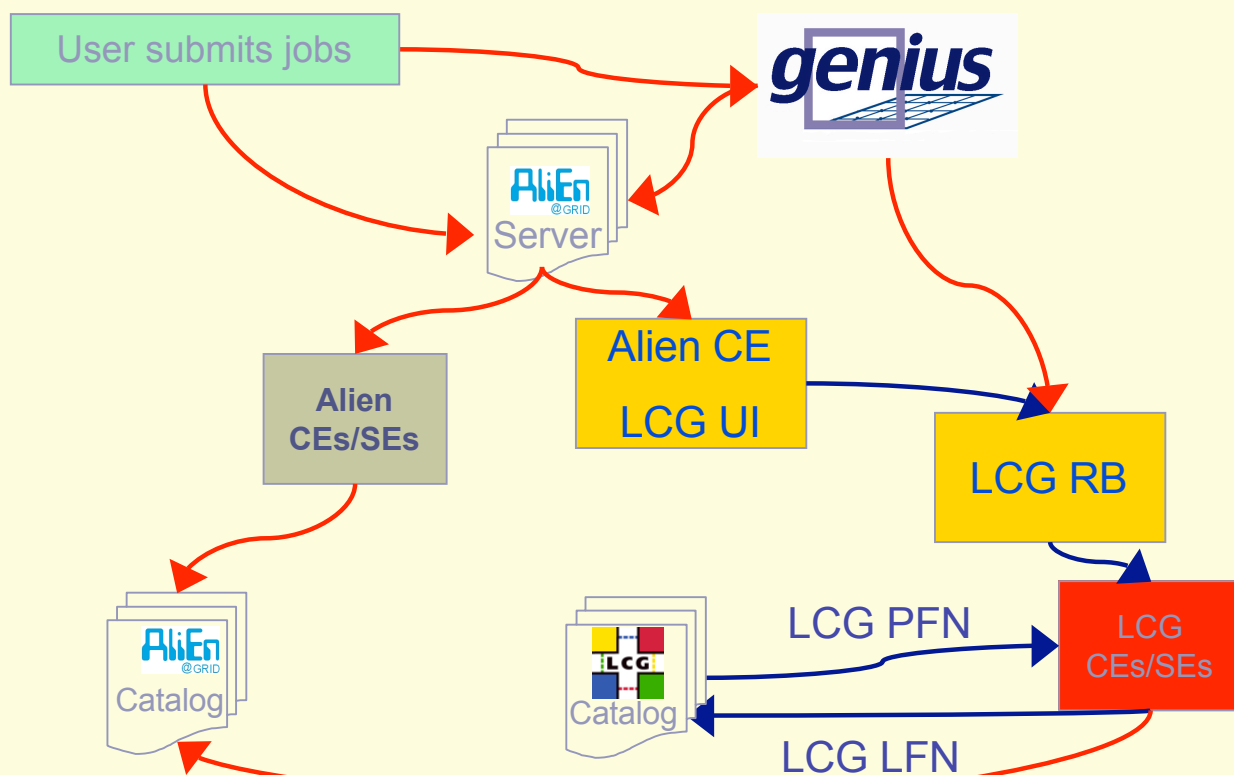 User submits jobs
genius
AliEn
@GRID
Server
Alien CE
LCG UI
Alien
CEs/SEs
LCG RB
LCG PFN
LCG
CEs/SEs
AliEn
@GRID
Catalog
LCG
Catalog
LCG LFN